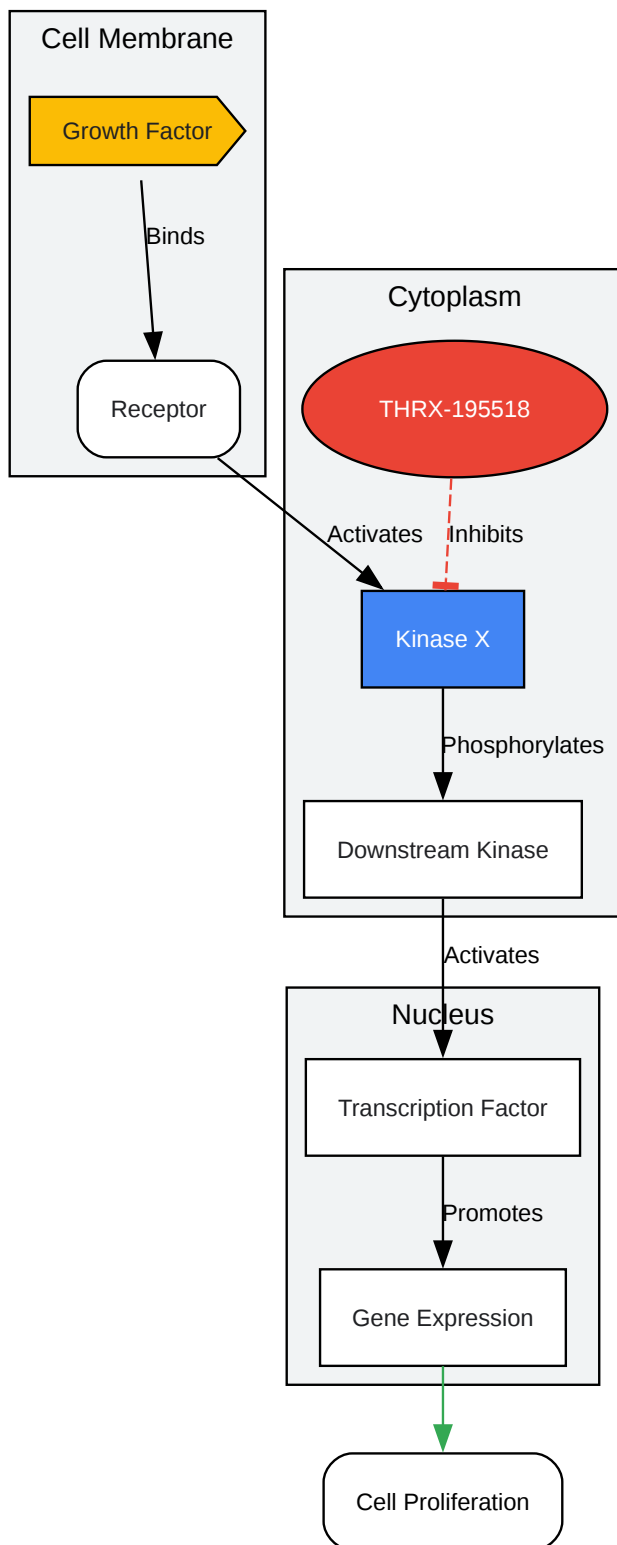 Cell Membrane
Growth Factor
Binds
Receptor
Cytoplasm
THRX-195518
Activates
Inhibits
Kinase X
Phosphorylates
Downstream Kinase
Activates
Nucleus
Transcription Factor
Promotes
Gene Expression
Cell Proliferation